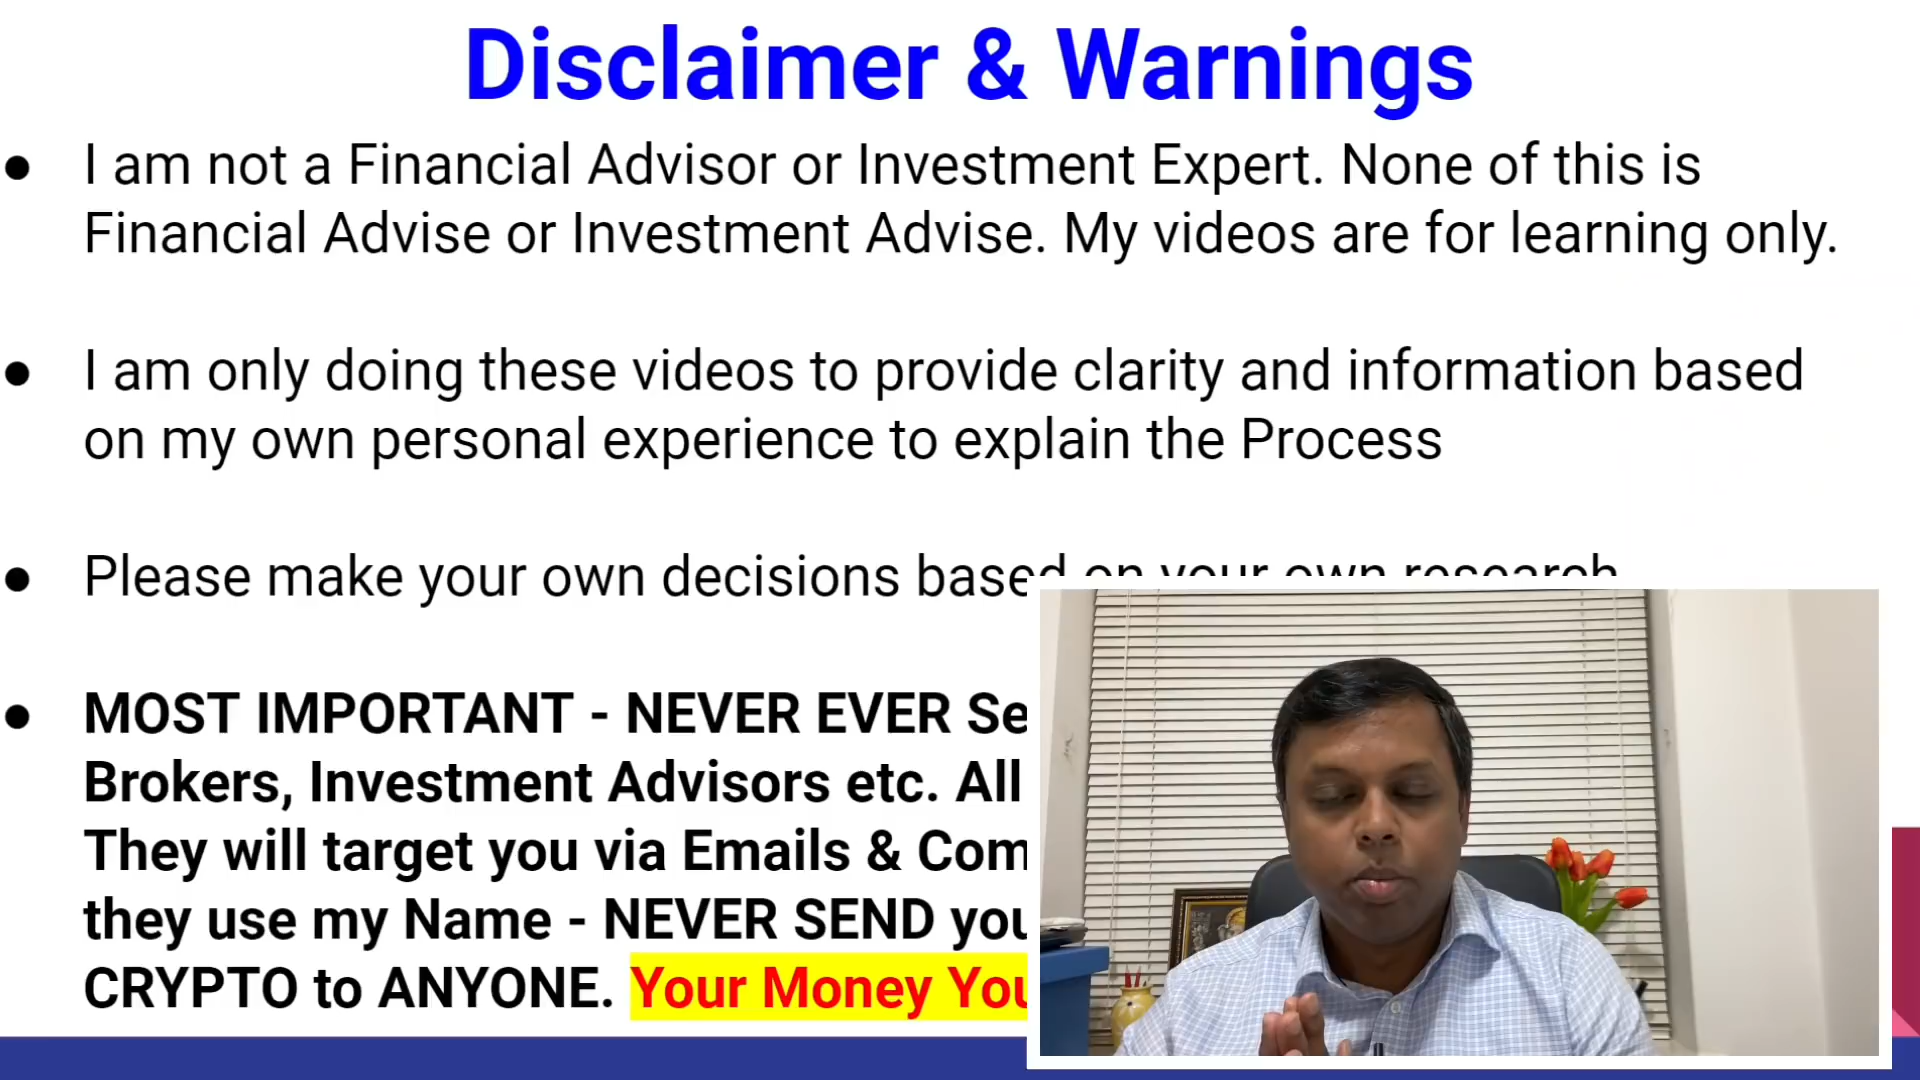 Disclaimer & Warnings
● I am not a Financial Advisor or Investment Expert. None of this is
Financial Advise or Investment Advise. My videos are for learning only.
● I am only doing these videos to provide clarity and information based
on my own personal experience to explain the Process
● Please make your own decisions based on your own research
● MOST IMPORTANT - NEVER EVER
Brokers, Investment Advisors etc. All
They will target you via Emails &
they use my Name - NEVER SEND
CRYPTO to ANYONE. Your Money